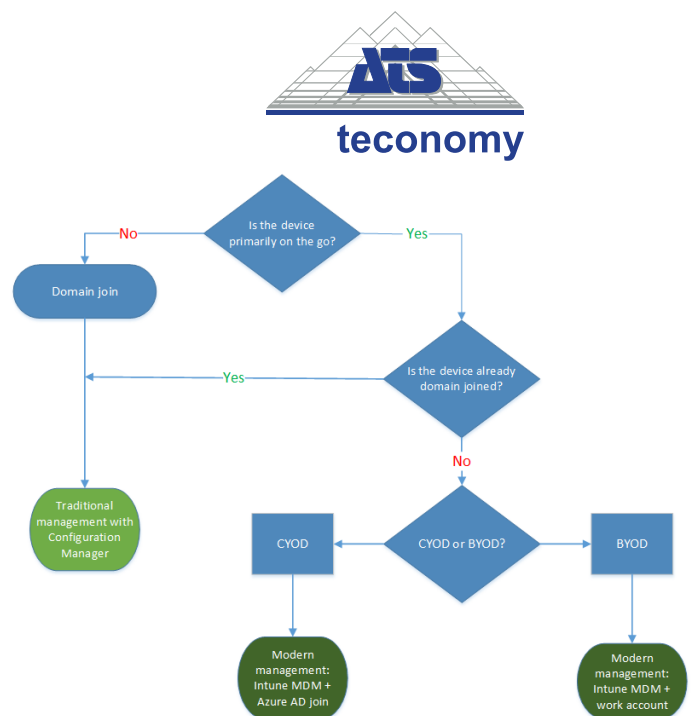 ATS
teconomy
Is the device
primarily on the go?
No
Yes
Domain join
Is the device already
domain joined?
Yes
No
Traditional
management with
Configuration
Manager
CYOD
CYOD or BYOD?
BYOD
Modern
management:
Intune MDM +
Azure AD join
Modern
management:
Intune MDM +
work account